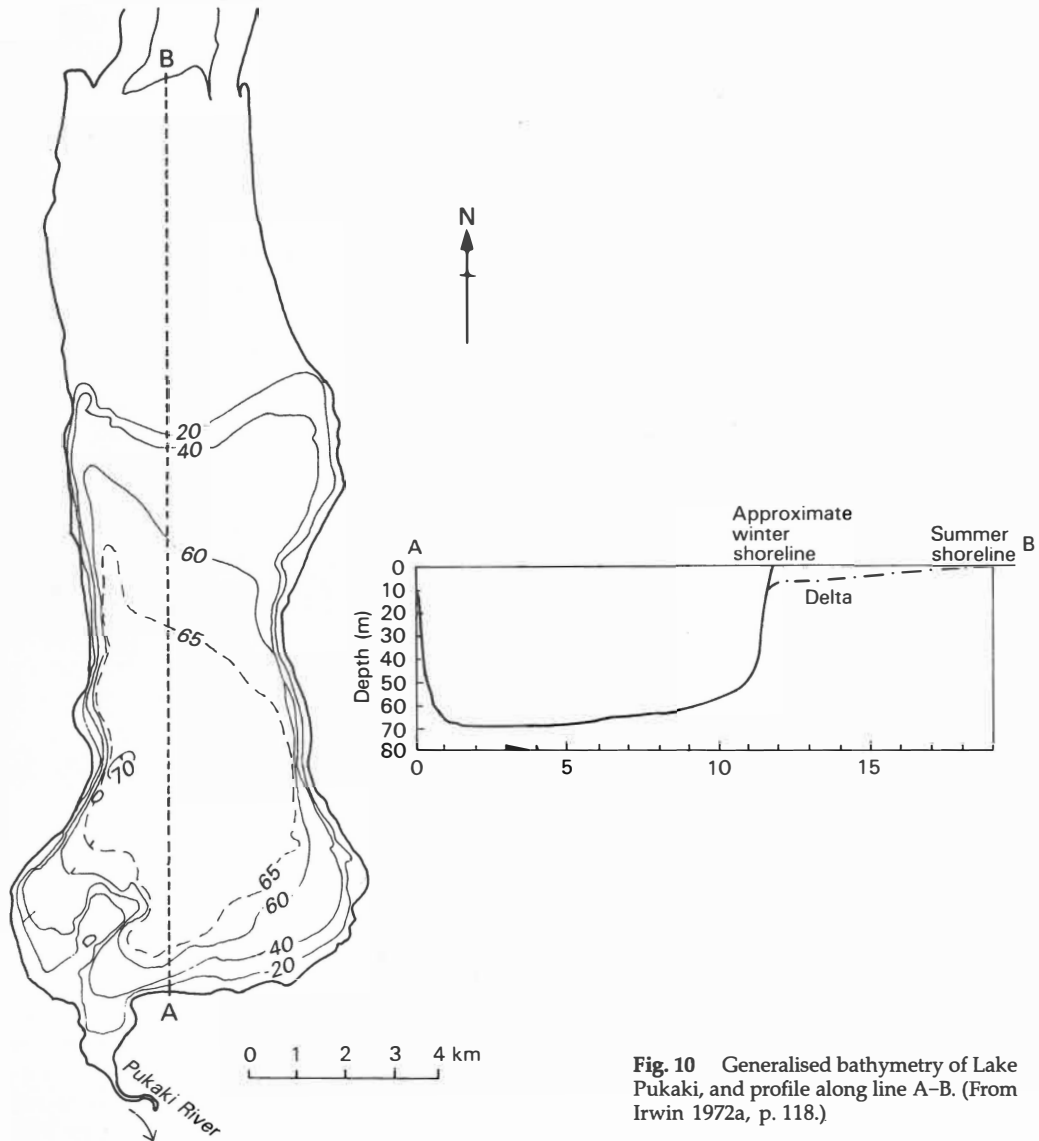 B
N
20
40
60
65
70
65
60
40
20
A
Pukaki River
0 1 2 3 4 km
Approximate
winter
shoreline
Summer
shoreline
A
B
Depth (m)
0
10
20
30
40
50
60
70
80
Delta
0 5 10 15
Fig. 10 Generalised bathymetry of Lake
Pukaki, and profile along line A–B. (From
Irwin 1972a, p. 118.)